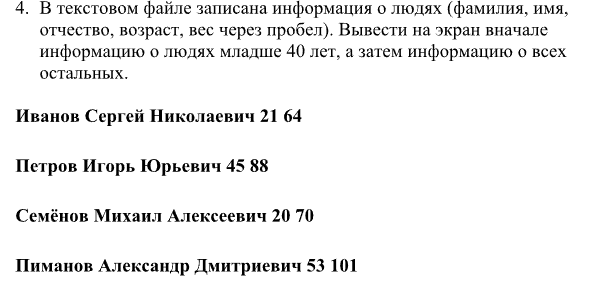 4. В текстовом файле записана информация о людях (фамилия, имя,
отчество, возраст, вес через пробел). Вывести на экран вначале
информацию о людях младше 40 лет, а затем информацию о всех
остальных.
Иванов Сергей Николаевич 21 64
Петров Игорь Юрьевич 45 88
Семёнов Михаил Алексеевич 20 70
Пиманов Александр Дмитриевич 53 101